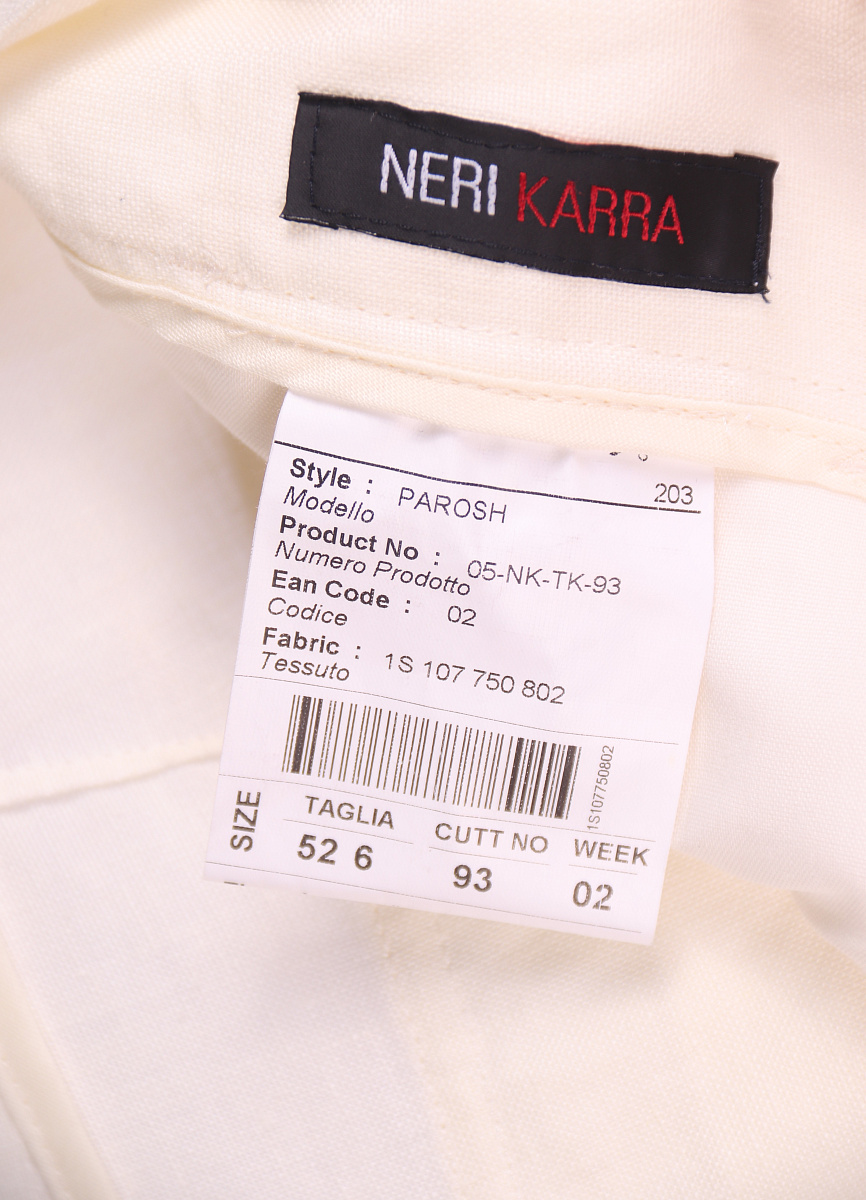 NERI KARRA
203
Style : PAROSH
Modello
Product No : 05-NK-TK-93
Numero Prodotto
Ean Code : 02
Codice
Fabric : 1S 107 750 802
Tessuto
1S107750802
SIZE
TAGLIA CUTT NO WEEK
52 6 93 02